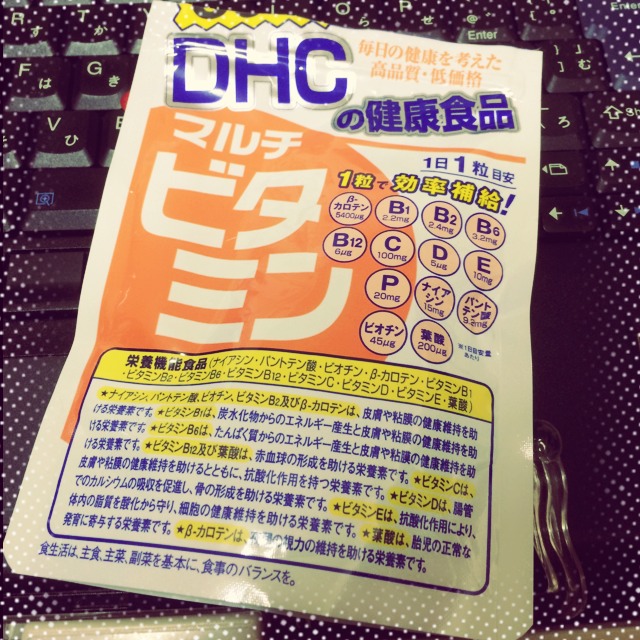 R
す
T
か
O
ら
P
せ
@
Enter
F
は
G
き
V
ひ
B
む
ろ
DHC
毎日の健康を考えた
高品質・低価格
の健康食品
マルチ
ビタ
ミン
1日1粒目安
1粒で効率補給!
β-カロテン 5400μg
B1 2.2mg
B2 2.4mg
B6 3.2mg
B12 6μg
C 100mg
D 5μg
E 10mg
P 20mg
ナイアシン 15mg
パントテン酸 9.2mg
ビオチン 45μg
葉酸 200μg
第1日目安量
あたり
栄養機能食品(ナイアシン・パントテン酸・ビオチン・β-カロテン・ビタミンB1
・ビタミンB2・ビタミンB6・ビタミンB12・ビタミンC・ビタミンD・ビタミンE・葉酸)
★ナイアシン、パントテン酸、ビオチン、ビタミンB2及びβ-カロテンは、皮膚や粘膜の健康維持を助
ける栄養素です。★ビタミンB1は、炭水化物からのエネルギー産生と皮膚や粘膜の健康維持を助
ける栄養素です。★ビタミンB6は、たんぱく質からのエネルギー産生と皮膚や粘膜の健康維持を助
ける栄養素です。★ビタミンB12及び葉酸は、赤血球の形成を助ける栄養素です。★ビタミンCは、
皮膚や粘膜の健康維持を助けるとともに、抗酸化作用を持つ栄養素です。★ビタミンDは、腸管
でのカルシウムの吸収を促進し、骨の形成を助ける栄養素です。★ビタミンEは、抗酸化作用により、
体内の脂質を酸化から守り、細胞の健康維持を助ける栄養素です。★葉酸は、胎児の正常な
発育に寄与する栄養素です。★β-カロテンは、の視力の維持を助ける栄養素です。
食生活は、主食、主菜、副菜を基本に、食事のバランスを。